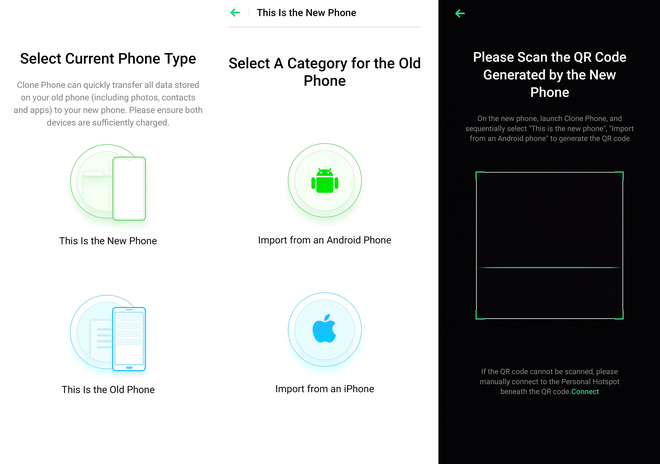 Select Current Phone Type
Clone Phone can quickly transfer all data stored
on your old phone (including photos, contacts
and apps) to your new phone. Please ensure both
devices are sufficiently charged.
This Is the New Phone
This Is the Old Phone
This Is the New Phone
Select A Category for the Old
Phone
Import from an Android Phone
Import from an iPhone
Please Scan the QR Code
Generated by the New
Phone
On the new phone, launch Clone Phone, and
sequentially select "This is the new phone", "Import
from an Android phone" to generate the QR code
If the QR code cannot be scanned, please
manually connect to the Personal Hotspot
beneath the QR code.Connect